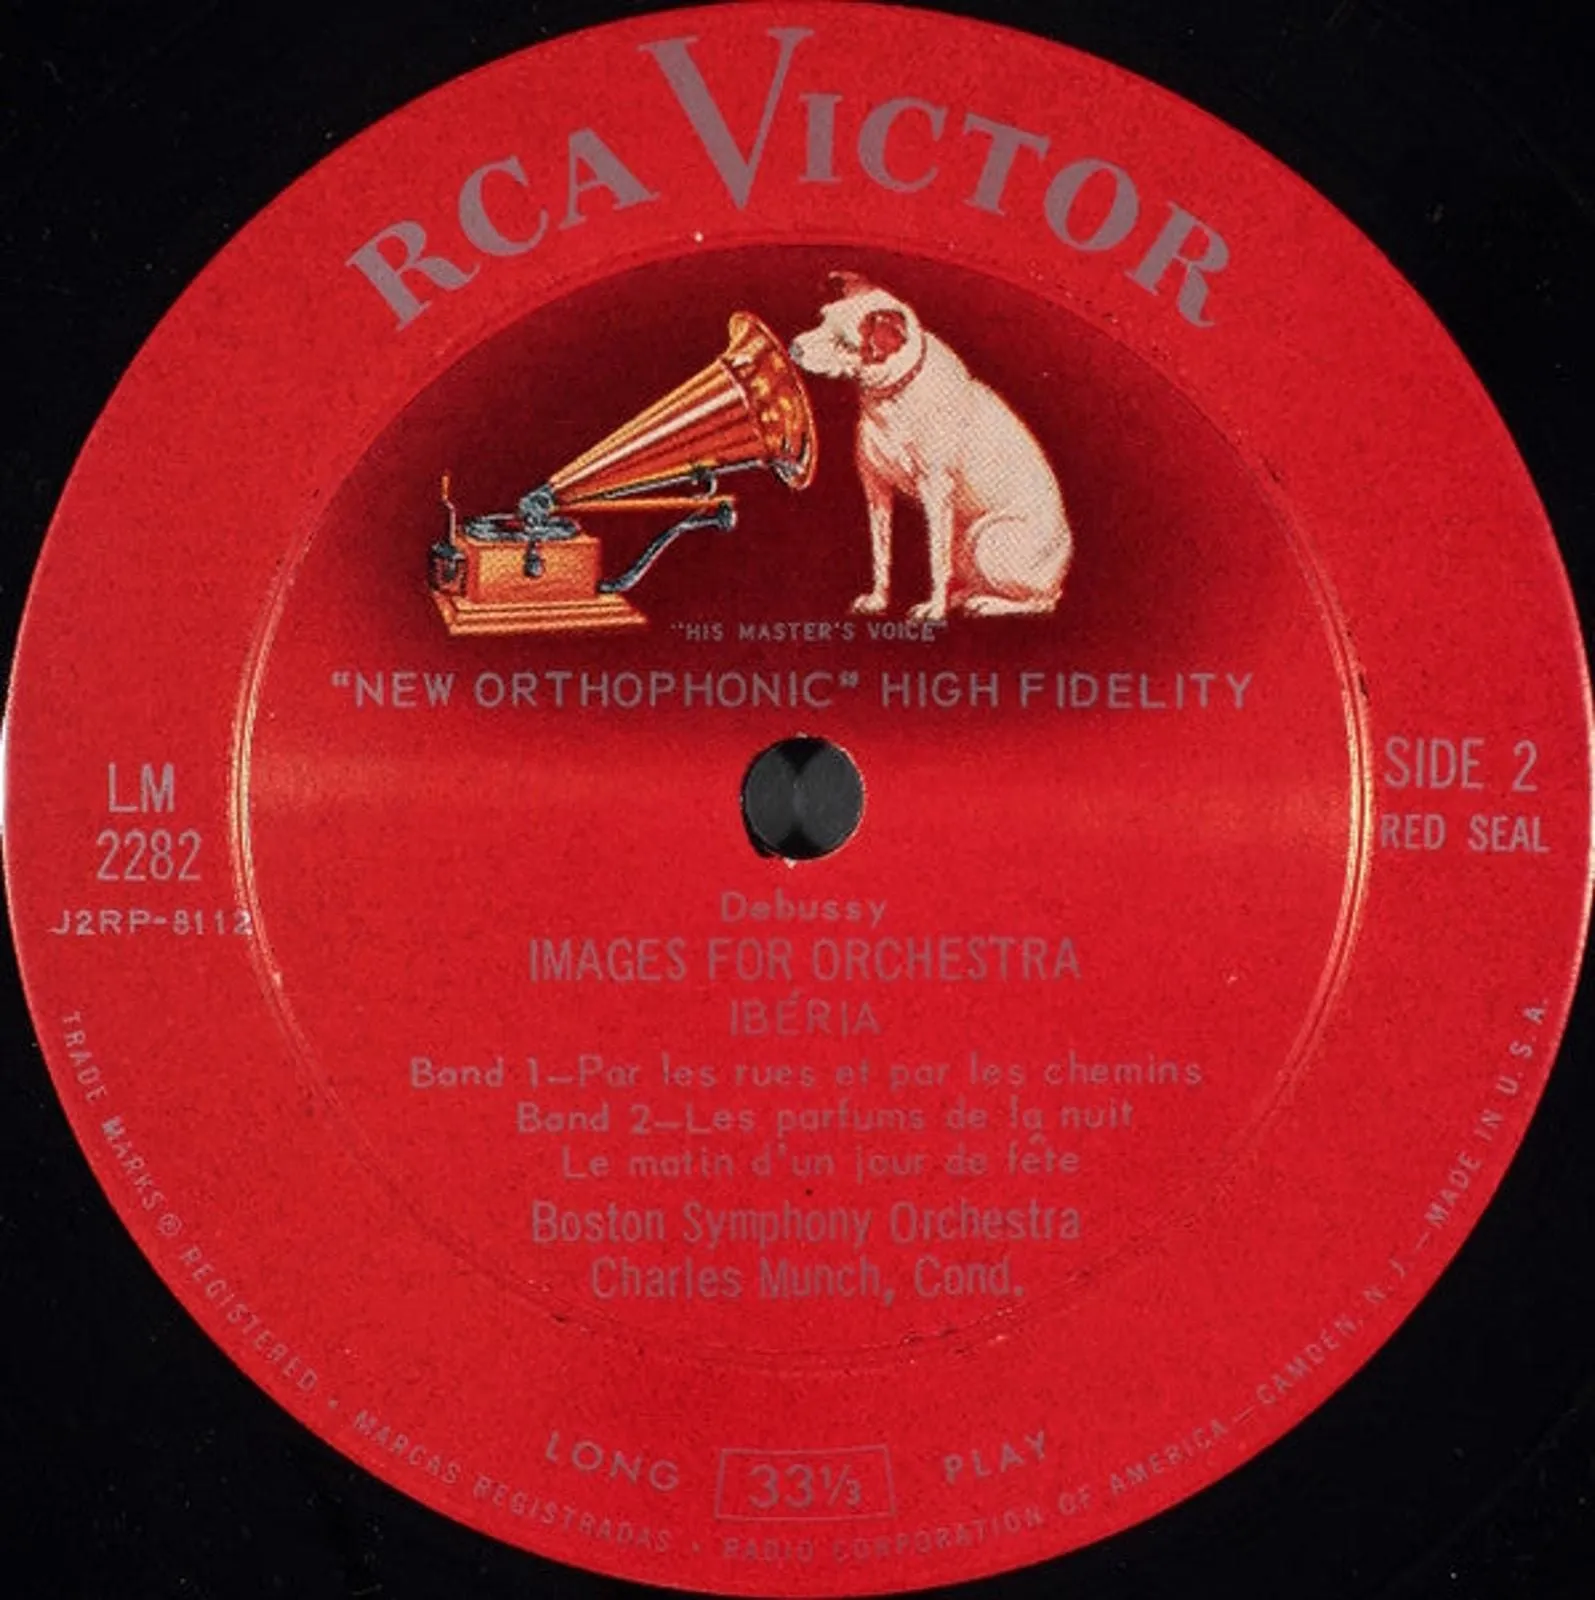 RCA VICTOR
"HIS MASTER'S VOICE"
"NEW ORTHOPHONIC" HIGH FIDELITY
LM
2282
J2RP-8112
SIDE 2
RED SEAL
Debussy
IMAGES FOR ORCHESTRA
IBÉRIA
Band 1—Par les rues et par les chemins
Band 2—Les parfums de la nuit
Le matin d'un jour de fête
Boston Symphony Orchestra
Charles Munch, Cond.
LONG 33⅓ PLAY
TRADE MARKS ® REGISTERED • MARCAS REGISTRADAS • RADIO CORPORATION OF AMERICA—CAMDEN, N. J.—MADE IN U. S. A.